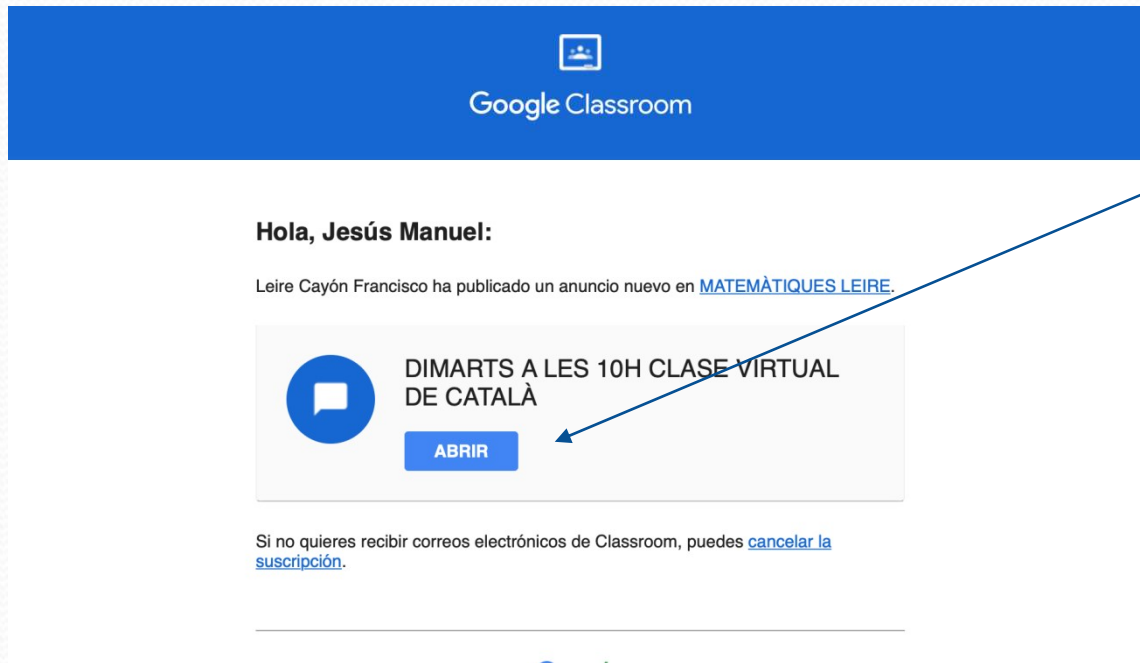 Google Classroom
Hola, Jesús Manuel:
Leire Cayón Francisco ha publicado un anuncio nuevo en MATEMÀTIQUES LEIRE.
DIMARTS A LES 10H CLASE VIRTUAL
DE CATALÀ
ABRIR
Si no quieres recibir correos electrónicos de Classroom, puedes cancelar la
suscripción.